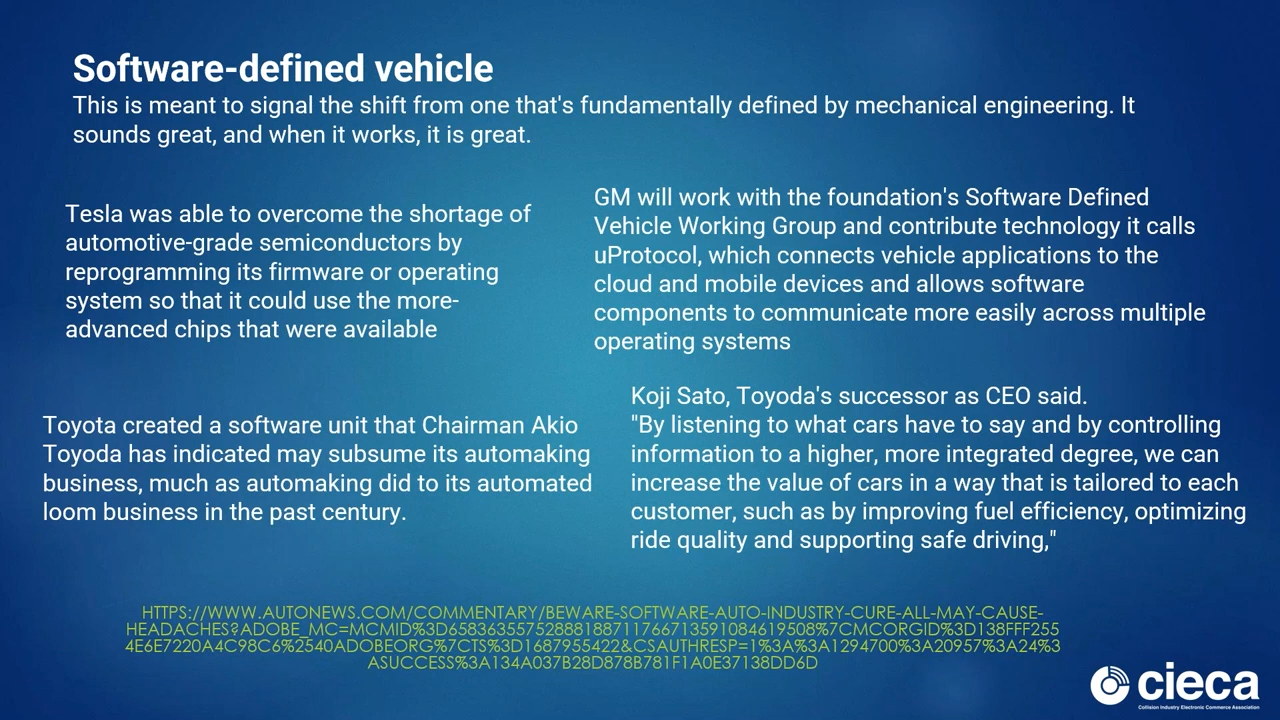 Software-defined vehicle
This is meant to signal the shift from one that's fundamentally defined by mechanical engineering. It
sounds great, and when it works, it is great.
Tesla was able to overcome the shortage of
automotive-grade semiconductors by
reprogramming its firmware or operating
system so that it could use the more-
advanced chips that were available
GM will work with the foundation's Software Defined
Vehicle Working Group and contribute technology it calls
uProtocol, which connects vehicle applications to the
cloud and mobile devices and allows software
components to communicate more easily across multiple
operating systems
Toyota created a software unit that Chairman Akio
Toyoda has indicated may subsume its automaking
business, much as automaking did to its automated
loom business in the past century.
Koji Sato, Toyoda's successor as CEO said.
"By listening to what cars have to say and by controlling
information to a higher, more integrated degree, we can
increase the value of cars in a way that is tailored to each
customer, such as by improving fuel efficiency, optimizing
ride quality and supporting safe driving,"
HTTPS://WWW.AUTONEWS.COM/COMMENTARY/BEWARE-SOFTWARE-AUTO-INDUSTRY-CURE-ALL-MAY-CAUSE-
HEADACHES?ADOBE_MC=MCMID%3D65836355752888188711766713591084619508%7CMCORGID%3D138FFF255
4E6E7220A4C98C6%2540ADOBEORG%7CTS%3D1687955422&CSAUTHRESP=1%3A%3A1294700%3A20957%3A24%3
ASUCCESS%3A134A037B28D878B781F1A0E37138DD6D
cieca
Collision Industry Electronic Commerce Association